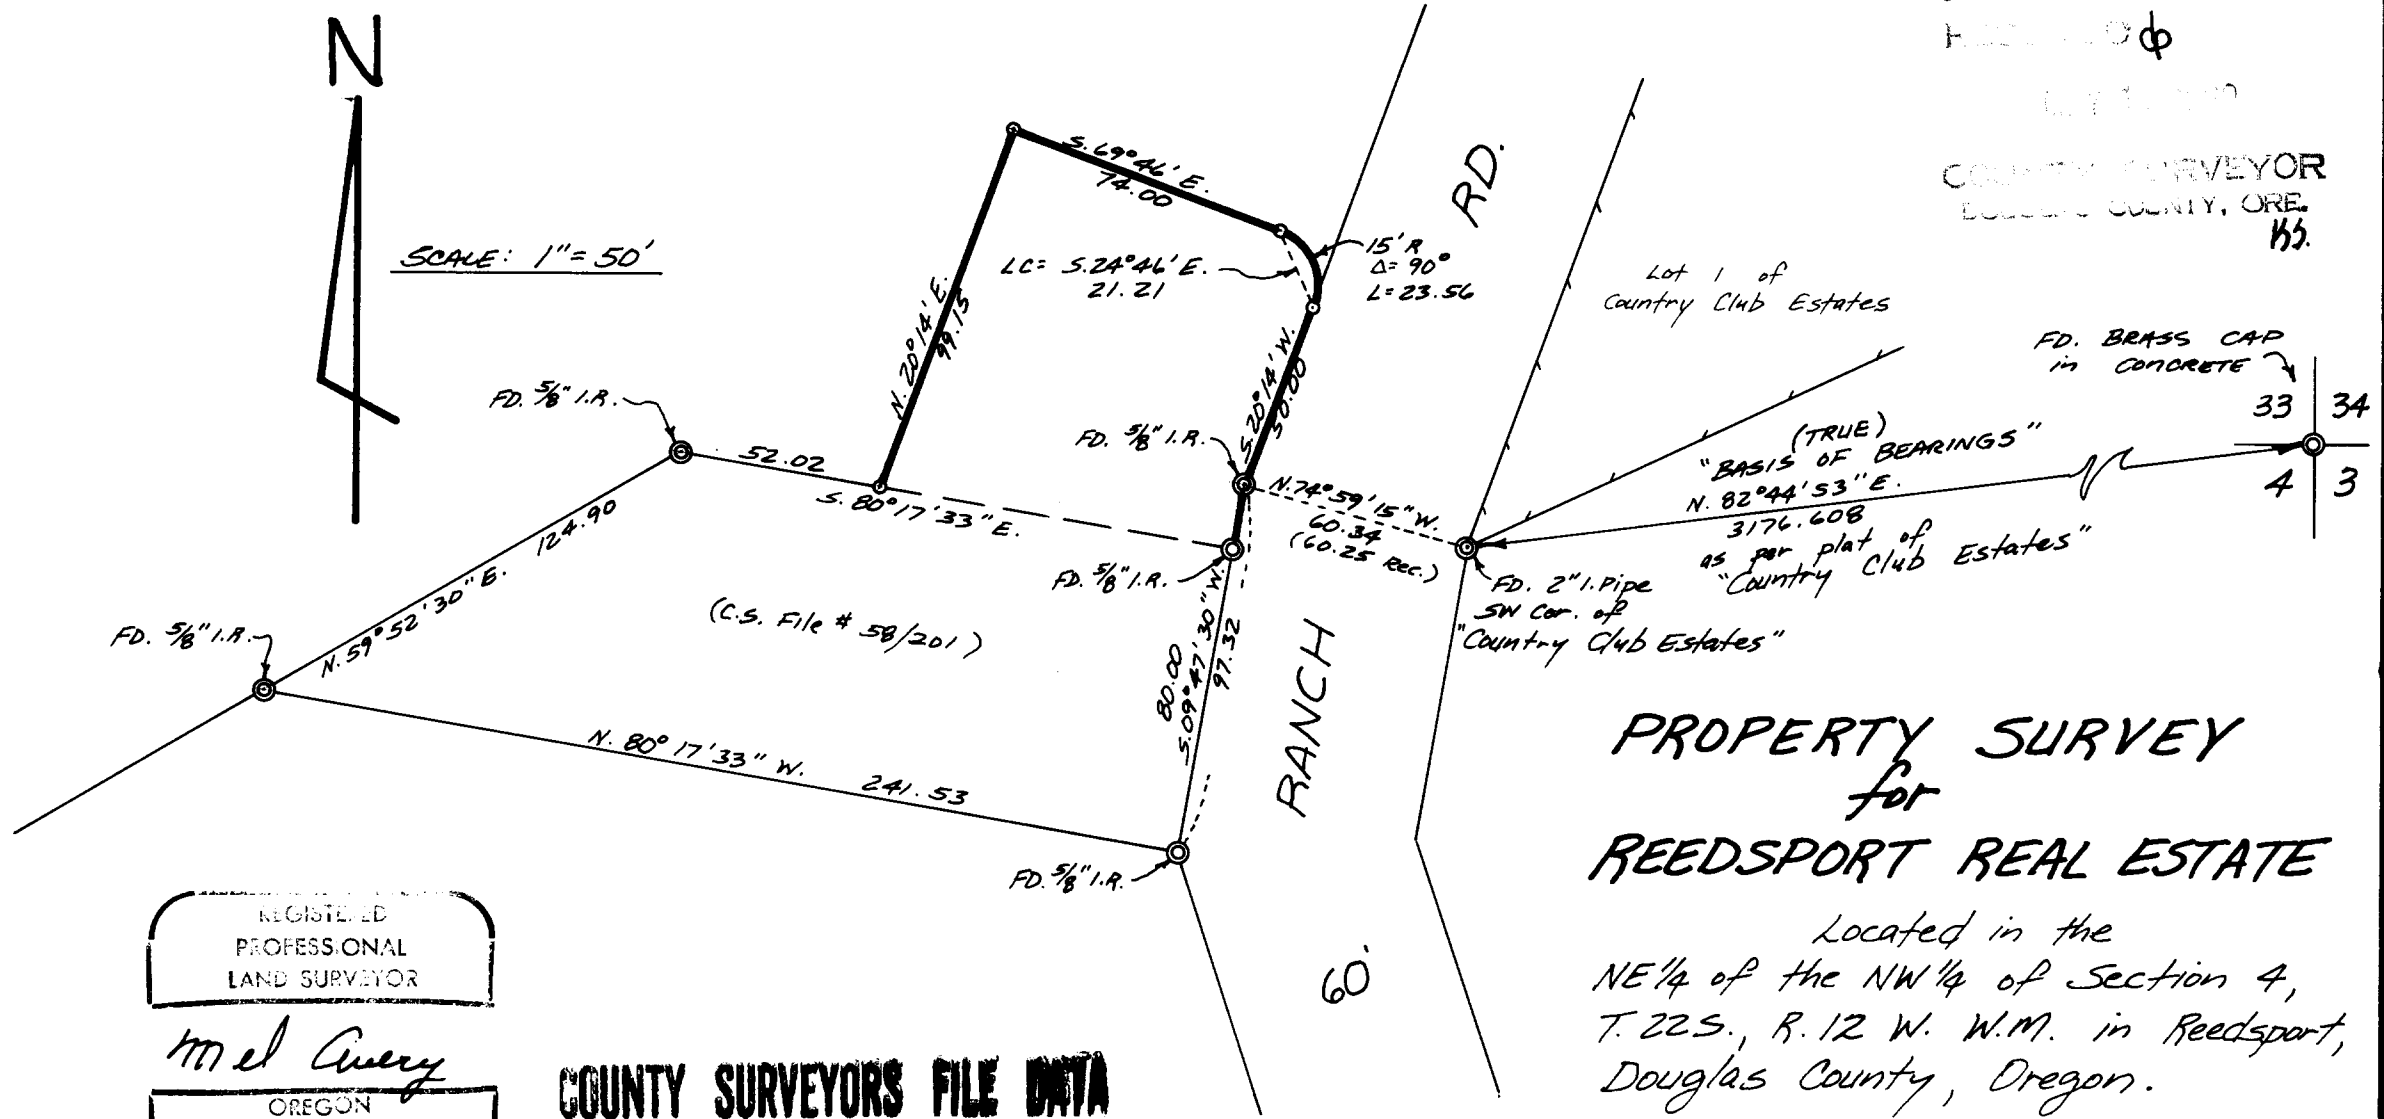 N
SCALE: 1"= 50'
S. 69° 46' E.
74.00
N. 20° 14' E.
99.15
LC= S. 24° 46' E.
21.21
15' R
Δ= 90°
L= 23.56
S. 20° 14' W.
50.00
RD.
COUNTY SURVEYOR
DOUGLAS COUNTY, ORE.
Lot 1 of
Country Club Estates
FD. BRASS CAP
in CONCRETE
33 34
4 3
FD. 5/8" I.R.
52.02
S. 80° 17' 33" E.
FD. 5/8" I.R.
N. 74° 59' 15" W.
60.34
(60.25 Rec.)
(TRUE)
"BASIS OF BEARINGS"
N. 82° 44' 53" E.
3176.608
as per plat of
"Country Club Estates"
FD. 5/8" I.R.
FD. 2" I. Pipe
SW Cor. of
"Country Club Estates"
124.90
N. 59° 52' 30" E.
FD. 5/8" I.R.
(C.S. File # 58/201)
80.00
S. 09° 47' 30" W.
97.32
N. 80° 17' 33" W. 241.53
FD. 5/8" I.R.
RANCH
60'
PROPERTY SURVEY
for
REEDSPORT REAL ESTATE
Located in the
NE 1/4 of the NW 1/4 of Section 4,
T. 22 S., R. 12 W. W.M. in Reedsport,
Douglas County, Oregon.
REGISTERED
PROFESSIONAL
LAND SURVEYOR
Mel Avery
OREGON
COUNTY SURVEYORS FILE DATA